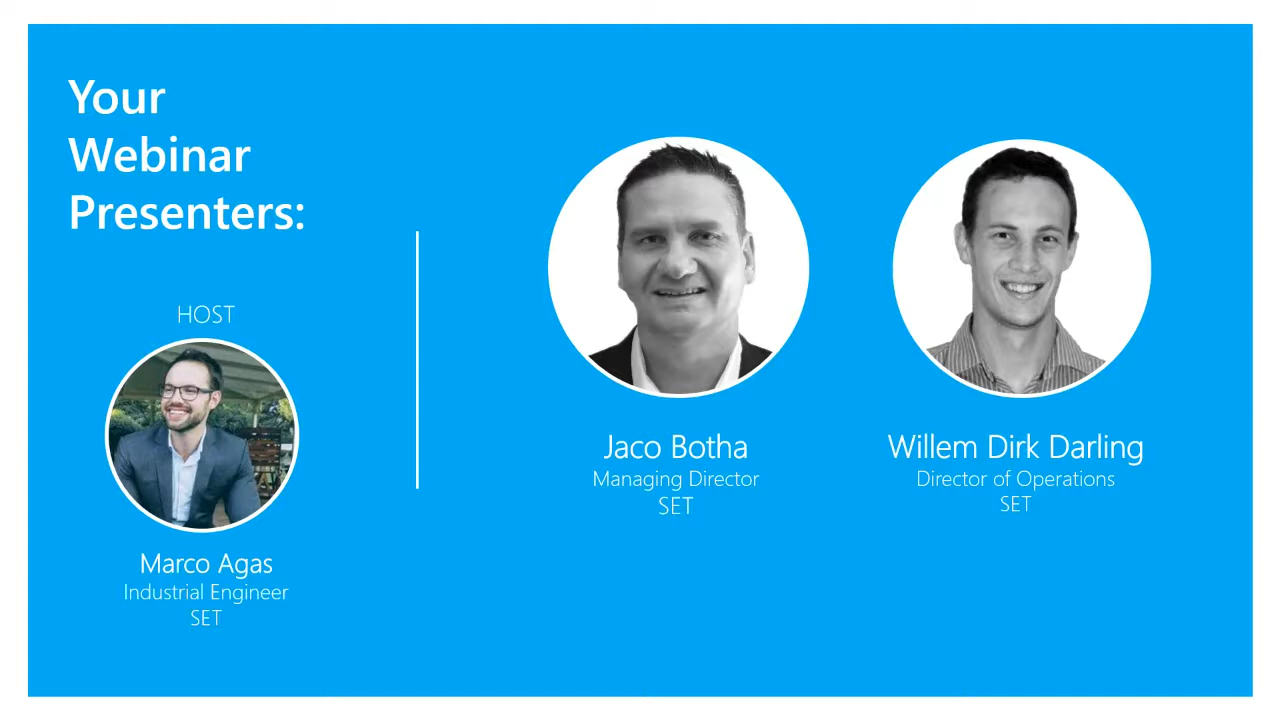 Your
Webinar
Presenters:
HOST
Marco Agas
Industrial Engineer
SET
Jaco Botha
Managing Director
SET
Willem Dirk Darling
Director of Operations
SET